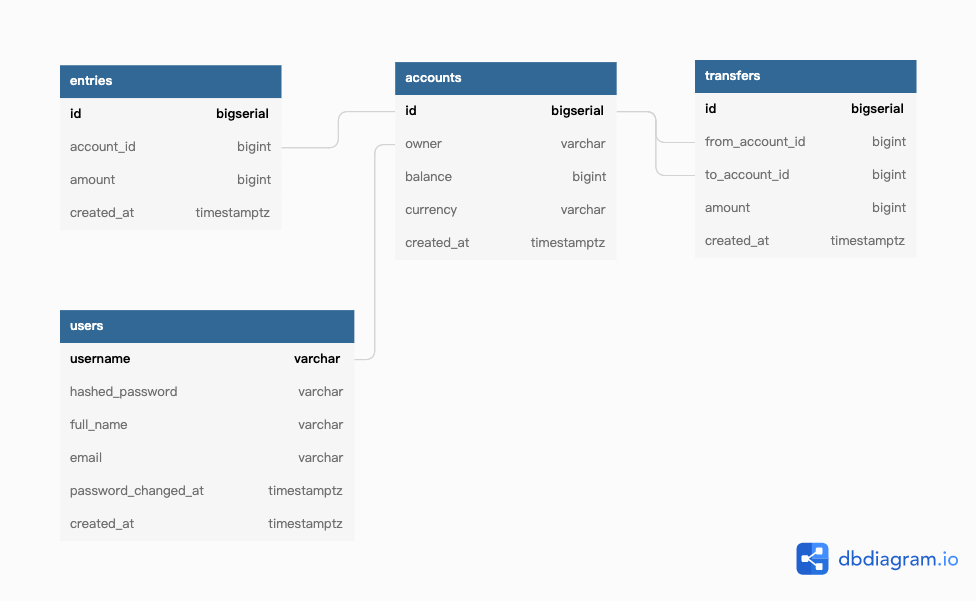 entries
id bigserial
account_id bigint
amount bigint
created_at timestamptz
accounts
id bigserial
owner varchar
balance bigint
currency varchar
created_at timestamptz
transfers
id bigserial
from_account_id bigint
to_account_id bigint
amount bigint
created_at timestamptz
users
username varchar
hashed_password varchar
full_name varchar
email varchar
password_changed_at timestamptz
created_at timestamptz
dbdiagram.io